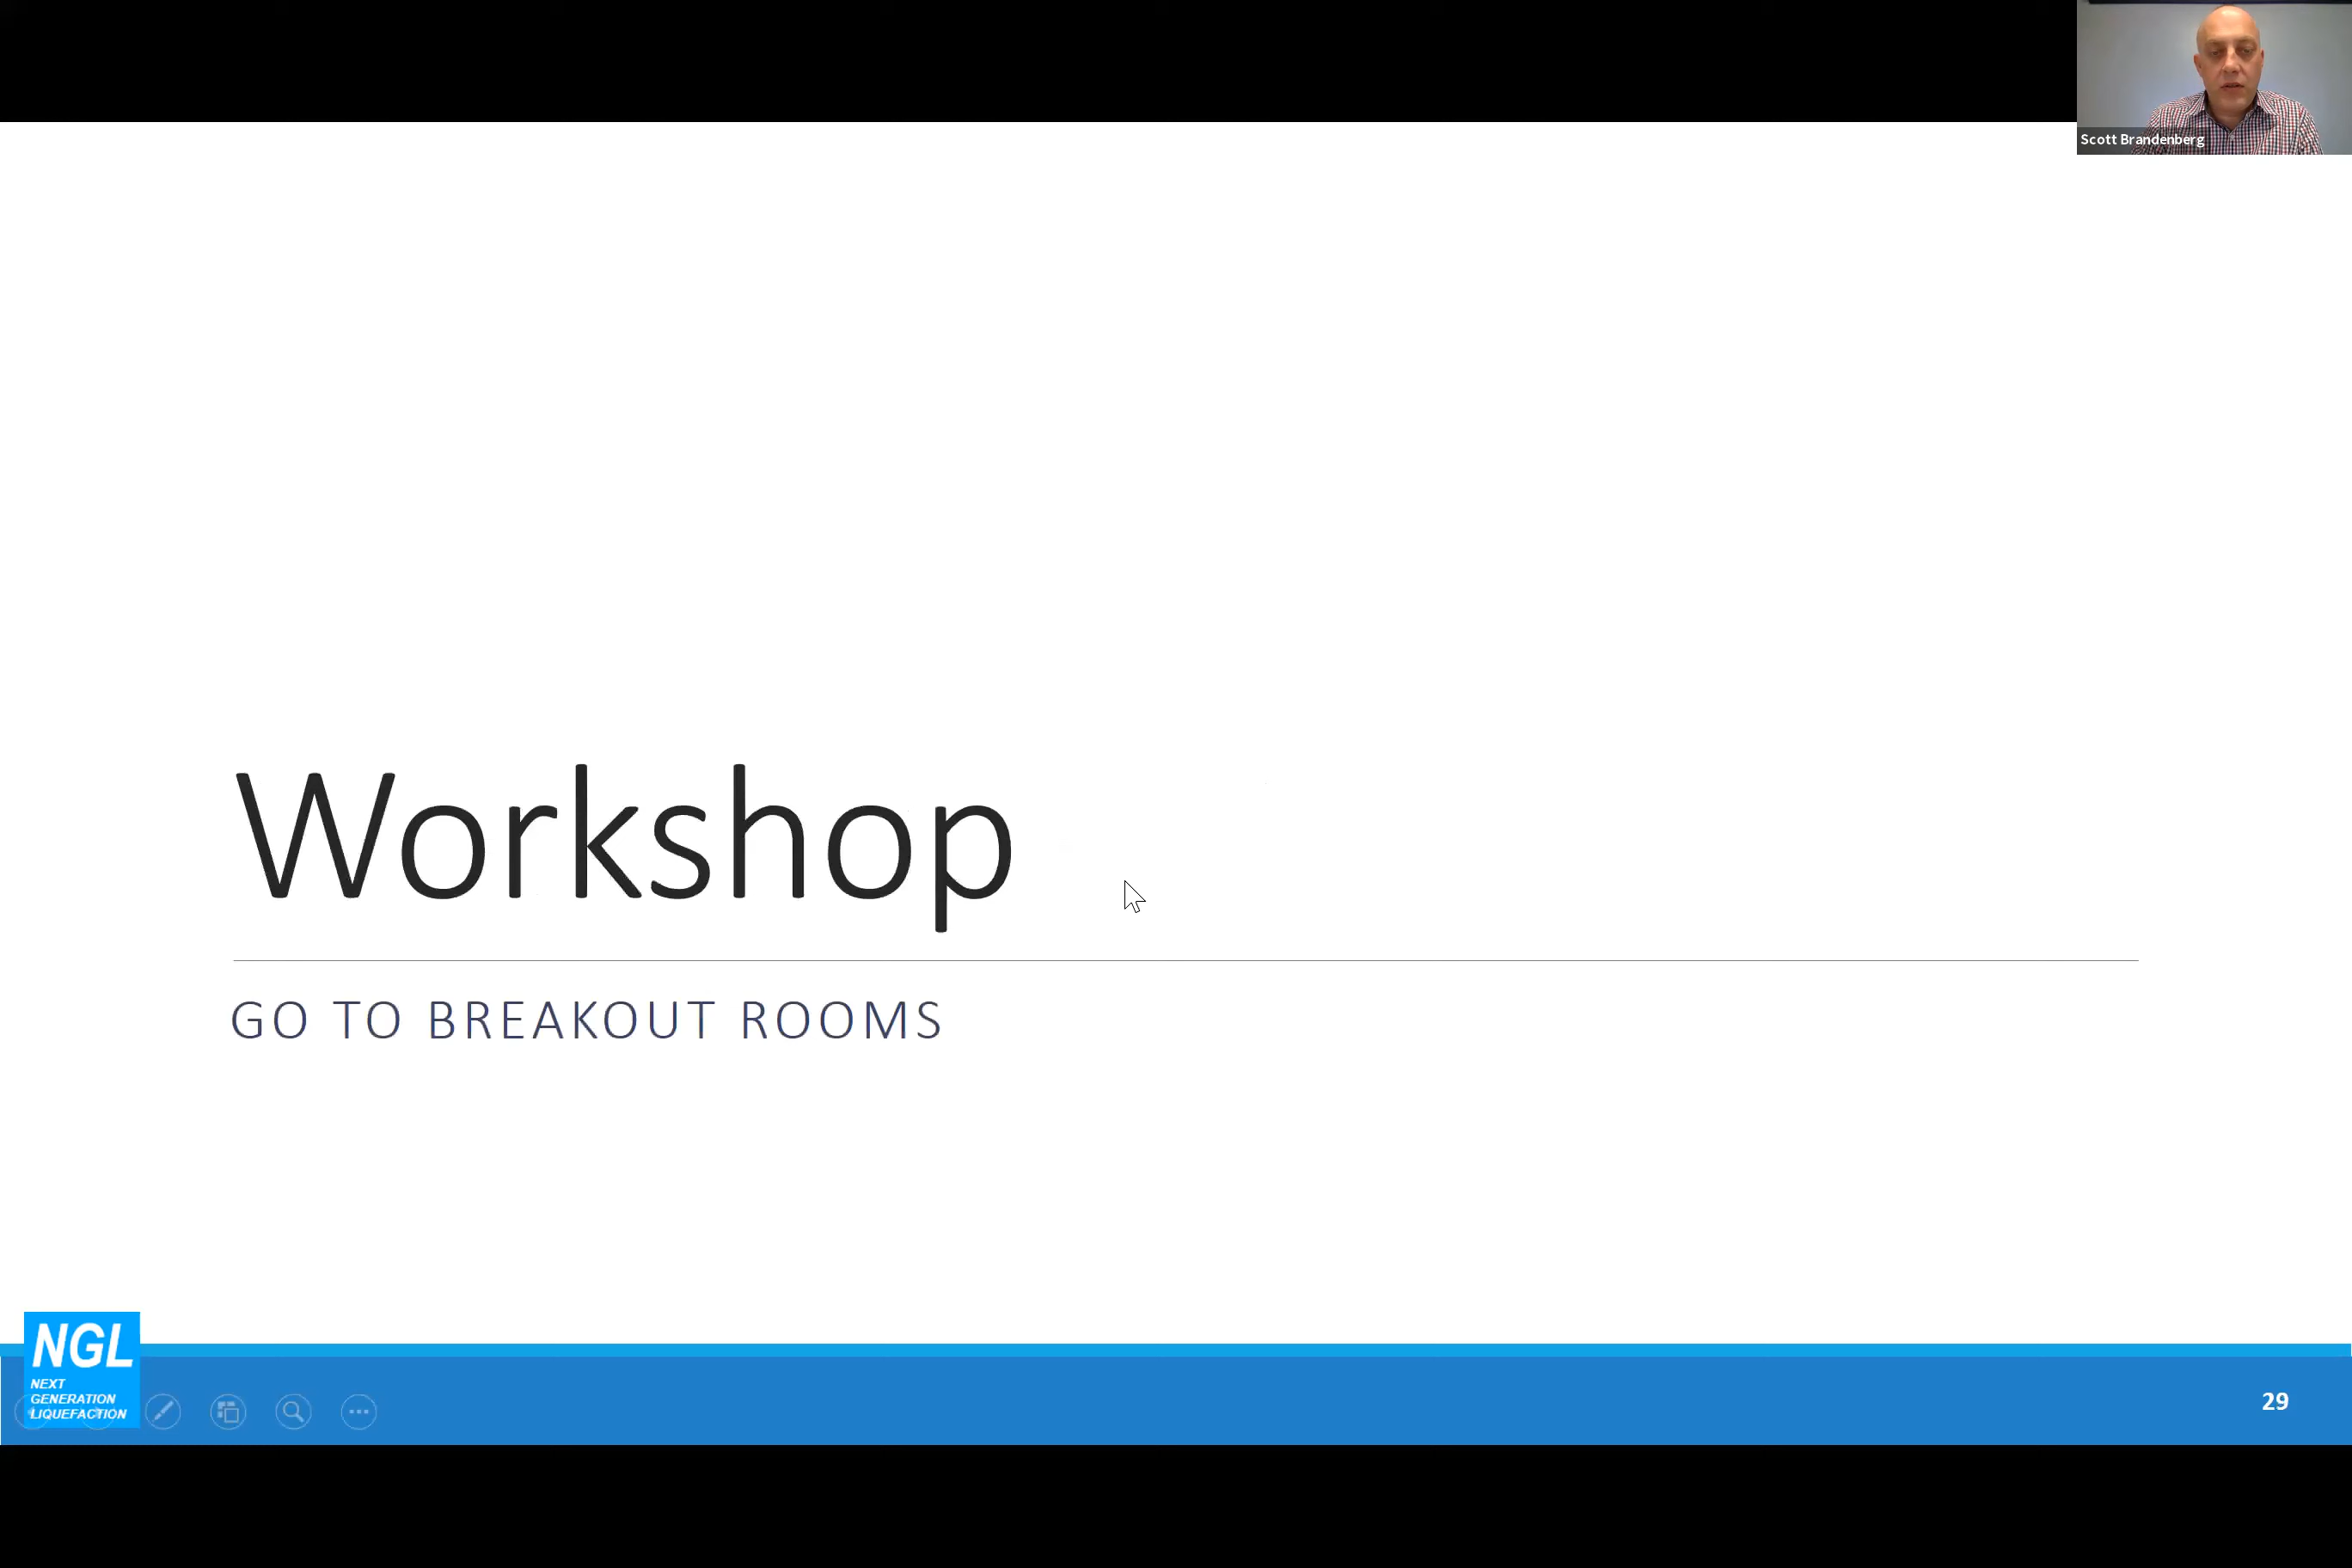 Scott Brandenberg
Workshop
GO TO BREAKOUT ROOMS
NGL
NEXT
GENERATION
LIQUEFACTION
29